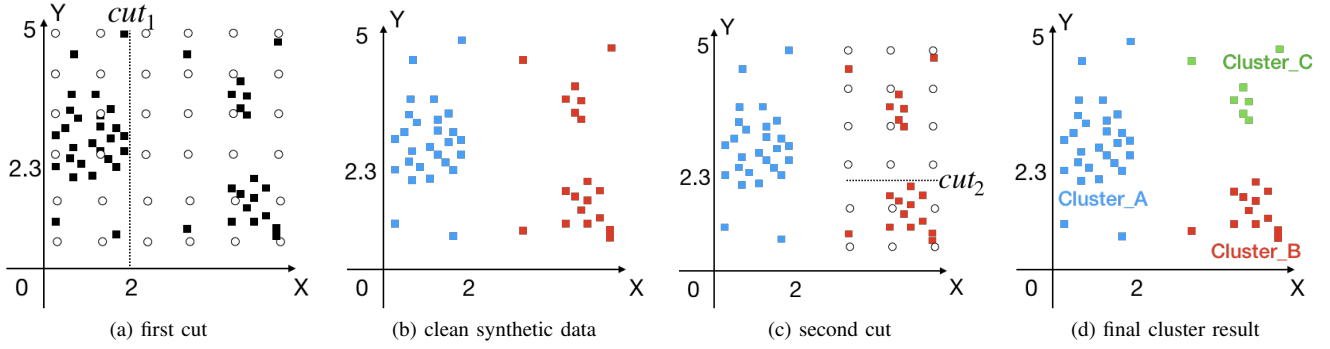 Y
5
cut1
2.3
0
2
X
(a) first cut
Y
5
2.3
0
2
X
(b) clean synthetic data
Y
5
2.3
cut2
0
2
X
(c) second cut
Y
5
Cluster_C
2.3
Cluster_A
Cluster_B
0
2
X
(d) final cluster result